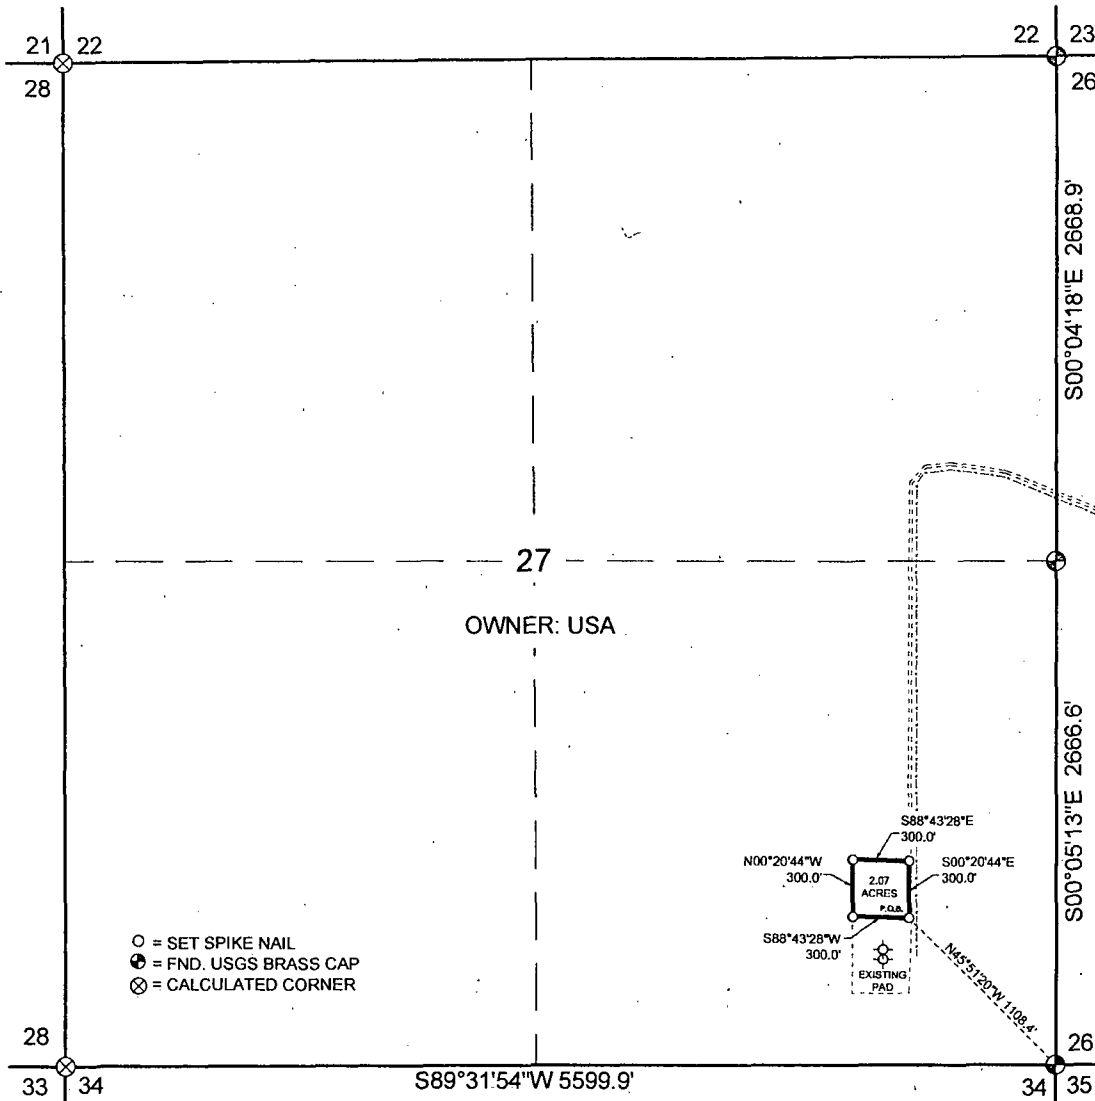 21 22
22 23
28
26
S00°04'18"E 2668.9'
27
OWNER: USA
S00°05'13"E 2666.6'
S88°43'28"E
300.0'
N00°20'44"W
300.0'
S00°20'44"E
300.0'
2.07
ACRES
P.O.B.
S88°43'28"W
300.0'
EXISTING
PAD
N45°51'20"W 1108.4'
O = SET SPIKE NAIL
= FND. USGS BRASS CAP
= CALCULATED CORNER
28
26
33 34
S89°31'54"W 5599.9'
34 35